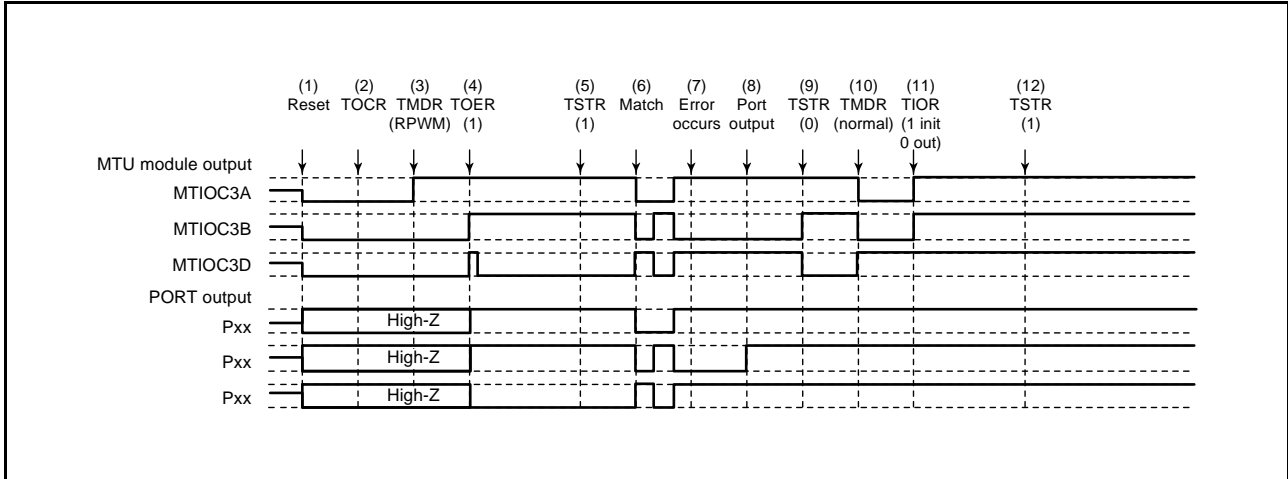 (1) (2) (3) (4) (5) (6) (7) (8) (9) (10) (11) (12)
Reset TOCR TMDR TOER TSTR Match Error Port TSTR TMDR TIOR TSTR
(RPWM) (1) (1) occurs output (0) (normal) (1 init (1)
0 out)
MTU module output
MTIOC3A
MTIOC3B
MTIOC3D
PORT output
Pxx High-Z
Pxx High-Z
Pxx High-Z